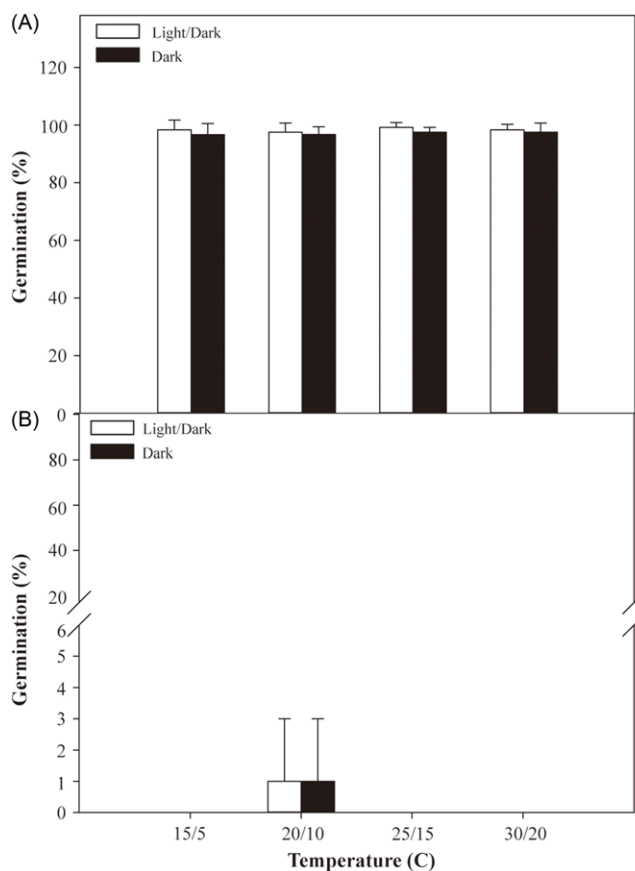 (A)
Light/Dark
Dark
120
100
80
60
40
20
0
Germination (%)
(B)
Light/Dark
Dark
80
60
40
20
6
5
4
3
2
1
0
Germination (%)
15/5 20/10 25/15 30/20
Temperature (C)